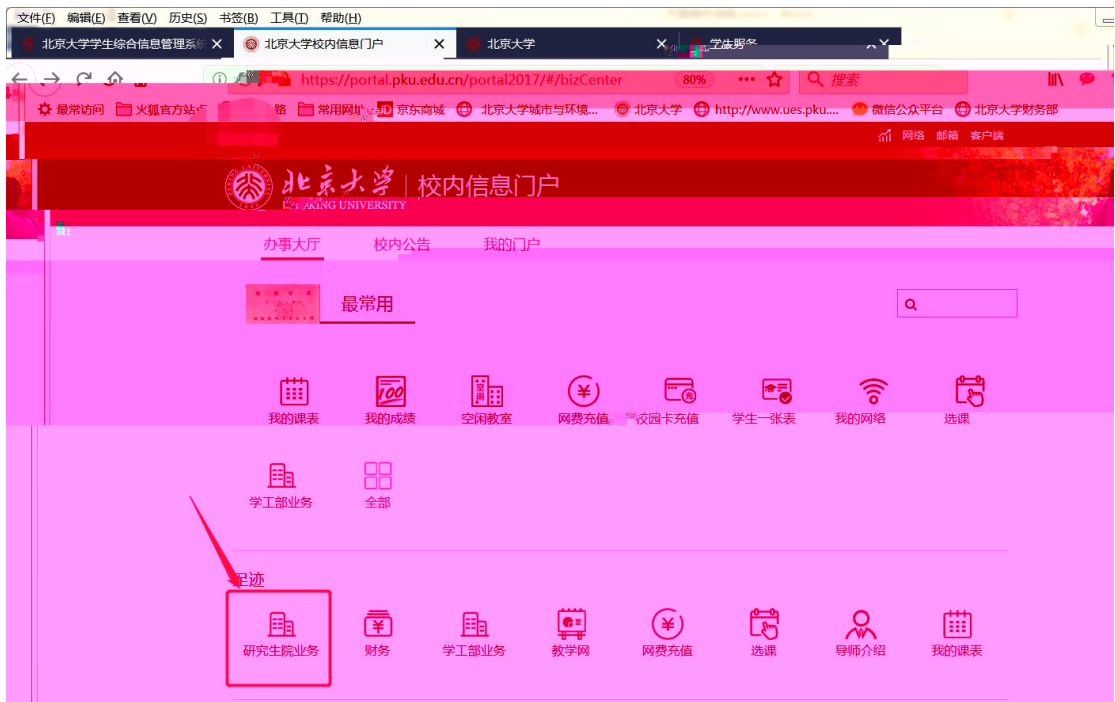 文件(F) 编辑(E) 查看(V) 历史(S) 书签(B) 工具(T) 帮助(H)
北京大学学生综合信息管理系统 北京大学校内信息门户 北京大学 学生服务
https://portal.pku.edu.cn/portal2017/#/bizCenter 80% 搜索
最常访问 火狐官方站点 常用网址 JD 京东商城 北京大学城市与环境... 北京大学 http://www.ues.pku.... 微信公众平台 北京大学财务部
网络 邮箱 客户端
北京大学 校内信息门户
PEKING UNIVERSITY
办事大厅 校内公告 我的门户
最常用
我的课表 我的成绩 空闲教室 网费充值 校园卡充值 学生一张表 我的网络 选课
学工部业务 全部
足迹
研究生院业务 财务 学工部业务 教学网 网费充值 选课 导师介绍 我的课表